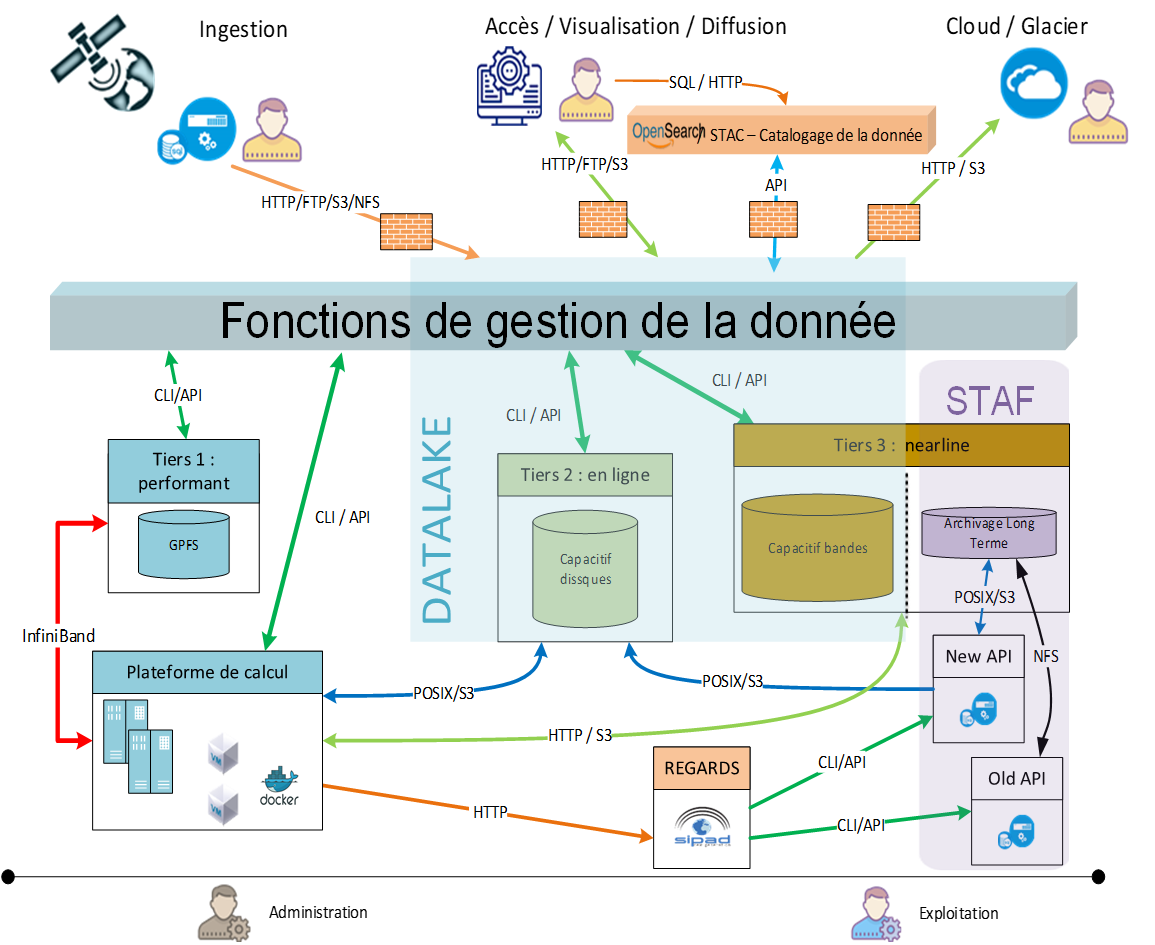 Ingestion
Accès / Visualisation / Diffusion
Cloud / Glacier
SQL / HTTP
OpenSearch STAC – Catalogage de la donnée
sql
HTTP/FTP/S3/NFS
HTTP/FTP/S3
API
HTTP / S3
Fonctions de gestion de la donnée
CLI/API
CLI / API
CLI / API
CLI / API
DATALAKE
STAF
Tiers 1 :
performant
GPFS
Tiers 2 : en ligne
Capacitif
dissques
Tiers 3 : nearline
Capacitif bandes
Archivage Long
Terme
InfiniBand
POSIX/S3
New API
NFS
Plateforme de calcul
VM
VM
docker
POSIX/S3
POSIX/S3
HTTP / S3
HTTP
REGARDS
sipad
CLI/API
CLI/API
Old API
Administration
Exploitation